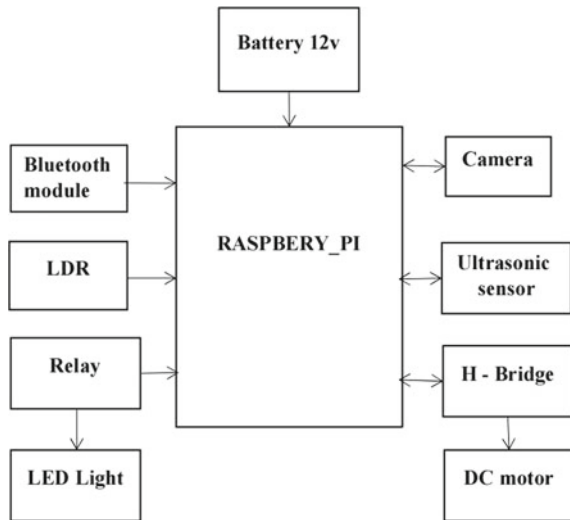 Battery 12v
Bluetooth
module
Camera
RASPBERY_PI
LDR
Ultrasonic
sensor
Relay
H - Bridge
LED Light
DC motor